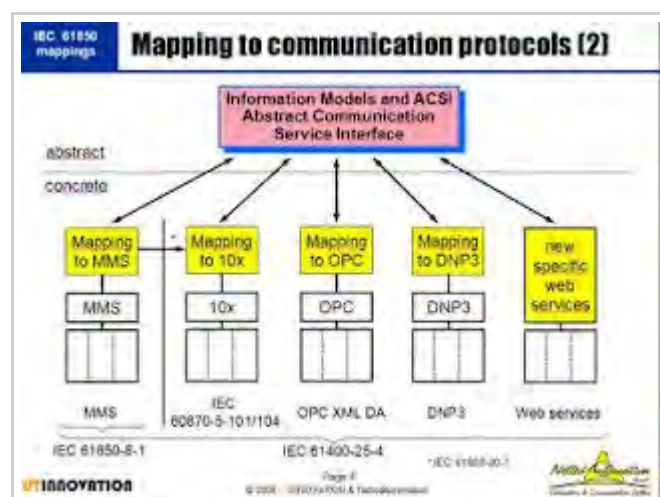 IEC 61850
mappings
Mapping to communication protocols (2)
Information Models and ACSI
Abstract Communication
Service Interface
abstract
concrete
Mapping
to MMS
*
Mapping
to 10x
Mapping
to OPC
Mapping
to DNP3
new
specific
web
services
MMS
10x
OPC
DNP3
MMS
IEC
60870-5-101/104
OPC XML DA
DNP3
Web services
IEC 61850-8-1
IEC 61400-25-4
Page
INNOVATION